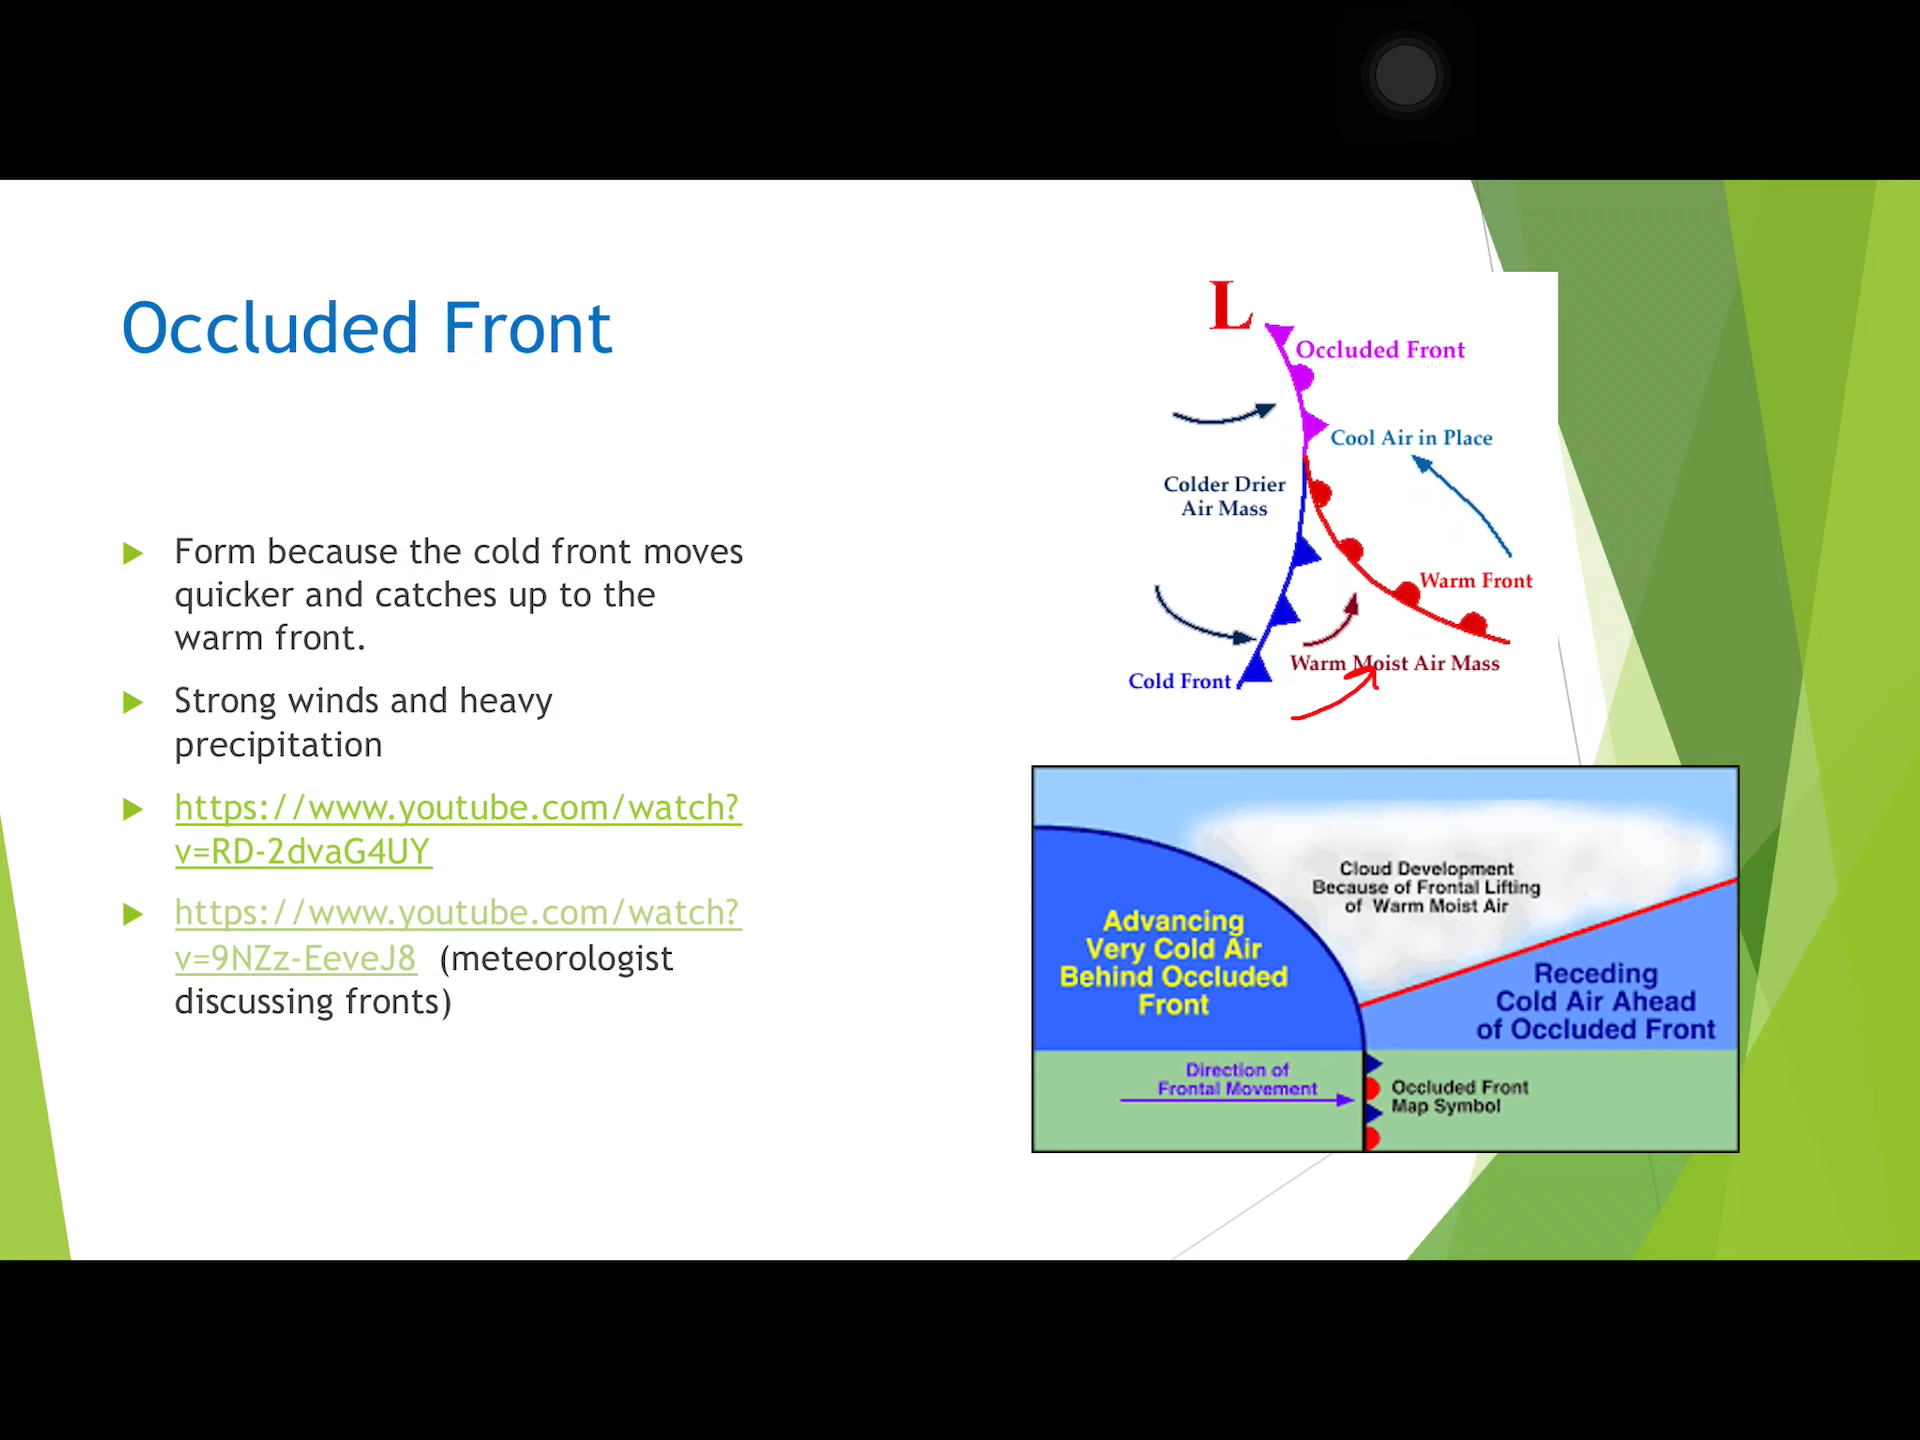 Occluded Front
Form because the cold front moves
quicker and catches up to the
warm front.
Strong winds and heavy
precipitation
https://www.youtube.com/watch?
v=RD-2dvaG4UY
https://www.youtube.com/watch?
v=9NZz-EeveJ8 (meteorologist
discussing fronts)
L
Occluded Front
Cool Air in Place
Colder Drier
Air Mass
Warm Front
Warm Moist Air Mass
Cold Front
Cloud Development
Because of Frontal Lifting
of Warm Moist Air
Advancing
Very Cold Air
Behind Occluded
Front
Receding
Cold Air Ahead
of Occluded Front
Direction of
Frontal Movement
Occluded Front
Map Symbol